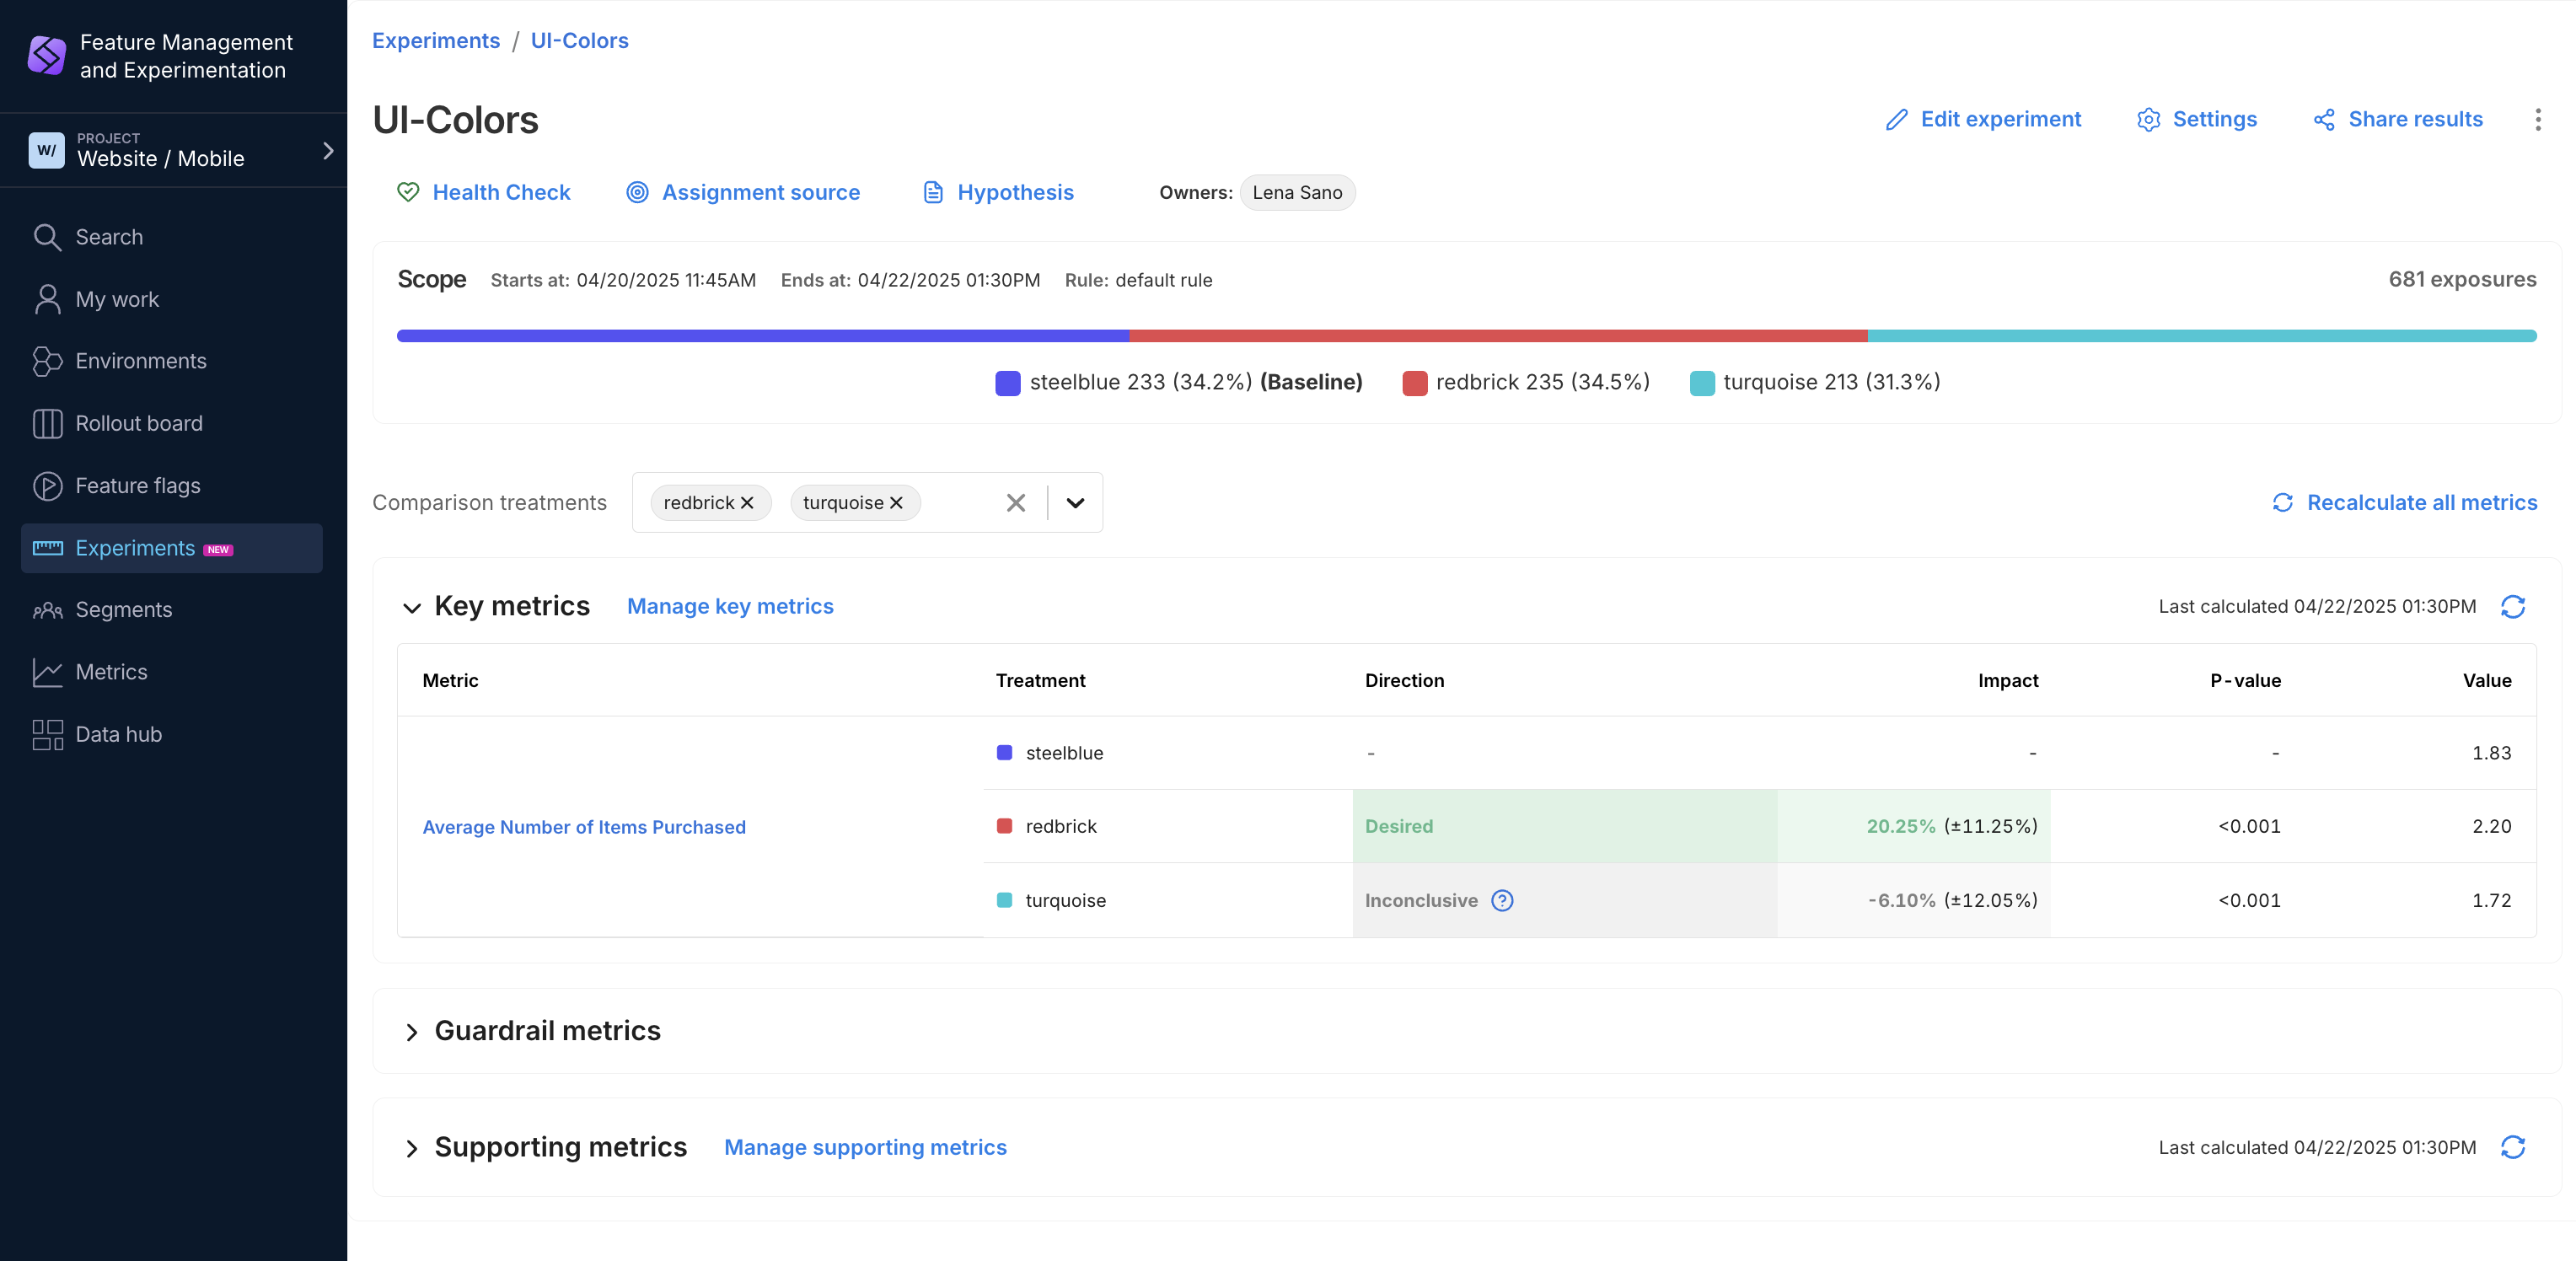 Feature Management
and Experimentation
W/
PROJECT
Website / Mobile
Search
My work
Environments
Rollout board
Feature flags
Experiments NEW
Segments
Metrics
Data hub
Experiments / UI-Colors
UI-Colors
Edit experiment
Settings
Share results
Health Check
Assignment source
Hypothesis
Owners: Lena Sano
Scope Starts at: 04/20/2025 11:45AM Ends at: 04/22/2025 01:30PM Rule: default rule
681 exposures
steelblue 233 (34.2%) (Baseline) redbrick 235 (34.5%) turquoise 213 (31.3%)
Comparison treatments redbrick turquoise
Recalculate all metrics
Key metrics Manage key metrics
Last calculated 04/22/2025 01:30PM
Metric Treatment Direction Impact P-value Value
steelblue - - - 1.83
Average Number of Items Purchased redbrick Desired 20.25% (±11.25%) <0.001 2.20
turquoise Inconclusive ? -6.10% (±12.05%) <0.001 1.72
Guardrail metrics
Supporting metrics Manage supporting metrics
Last calculated 04/22/2025 01:30PM